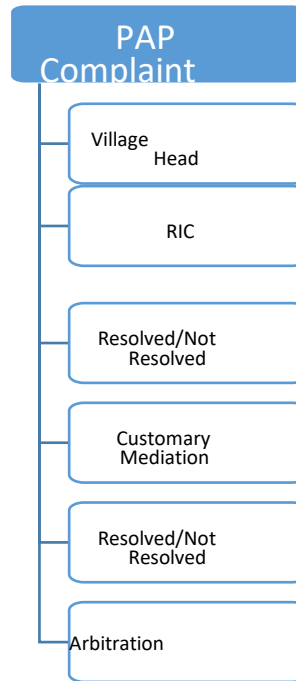 PAP
Complaint
Village
Head
RIC
Resolved/Not
Resolved
Customary
Mediation
Resolved/Not
Resolved
Arbitration